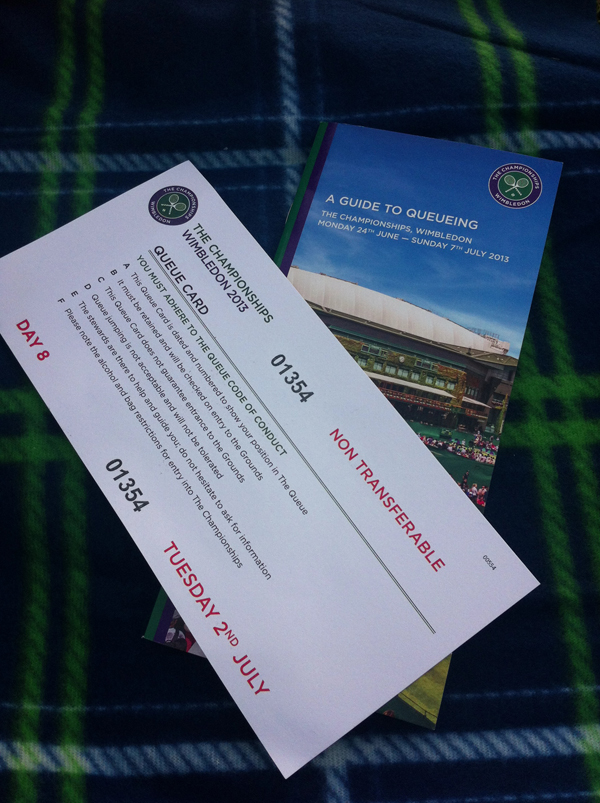 THE CHAMPIONSHIPS
WIMBLEDON
THE CHAMPIONSHIPS
WIMBLEDON 2013
QUEUE CARD
YOU MUST ADHERE TO THE QUEUE CODE OF CONDUCT
A This Queue Card is dated and numbered to show your position in The Queue
B It must be retained and will be checked on entry to the Grounds
C This Queue Card does not guarantee entrance to the Grounds
D Queue jumping is not acceptable and will not be tolerated
E The stewards are there to help and guide you, do not hesitate to ask for information
F Please note the alcohol and bag restrictions for entry into The Championships
01354
NON TRANSFERABLE
DAY 8
01354
TUESDAY 2ND JULY
00554
THE CHAMPIONSHIPS
WIMBLEDON
A GUIDE TO QUEUEING
THE CHAMPIONSHIPS, WIMBLEDON
MONDAY 24TH JUNE — SUNDAY 7TH JULY 2013